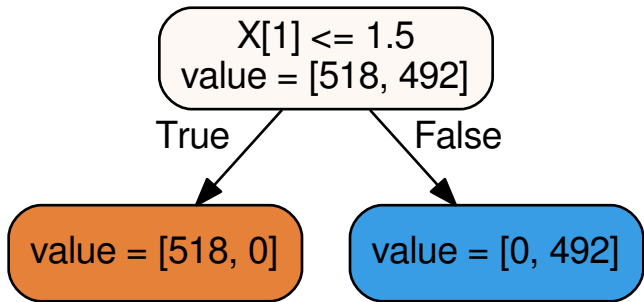 X[1] <= 1.5
value = [518, 492]
True
False
value = [518, 0]
value = [0, 492]